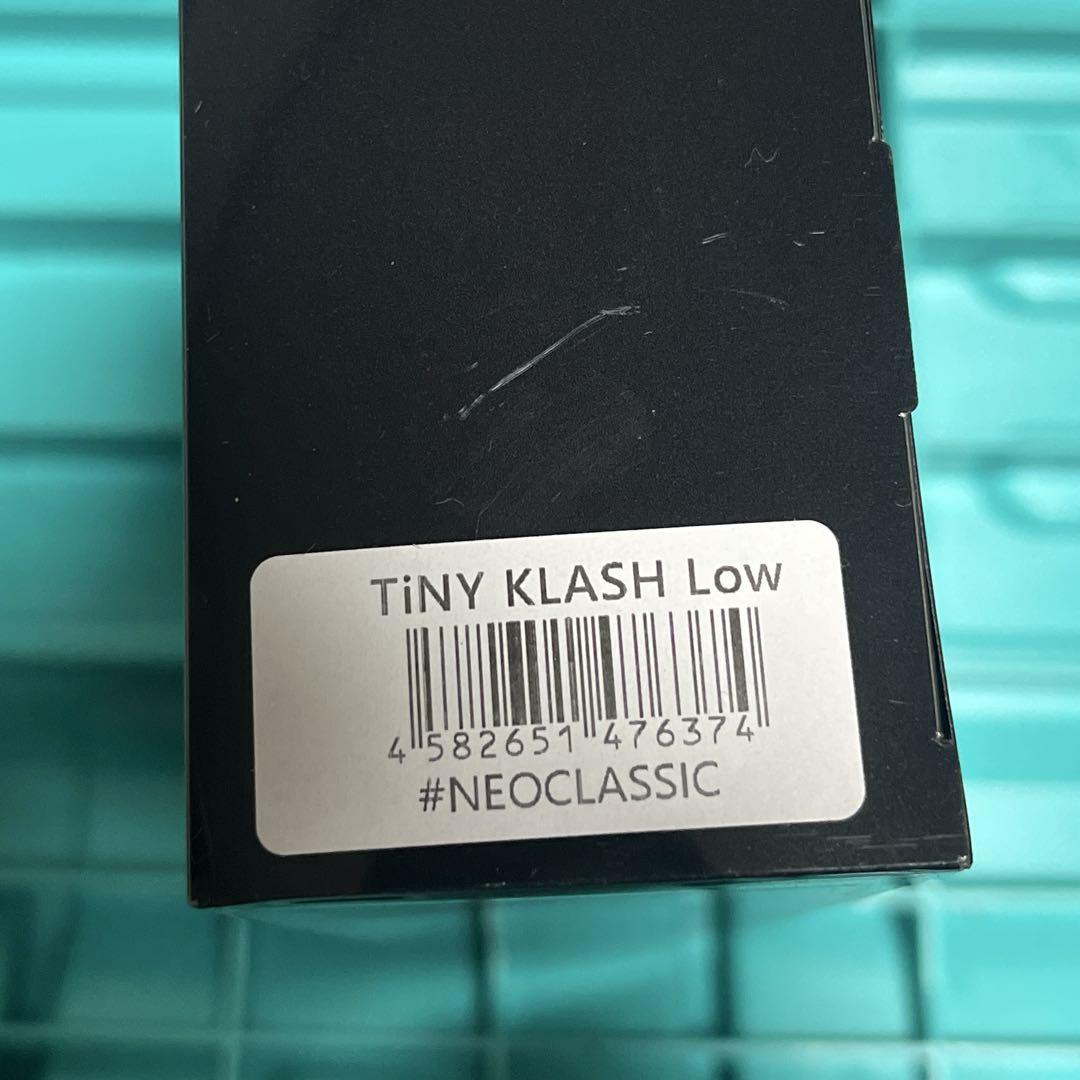 TiNY KLASH Low
4 582651 476374
#NEOCLASSIC